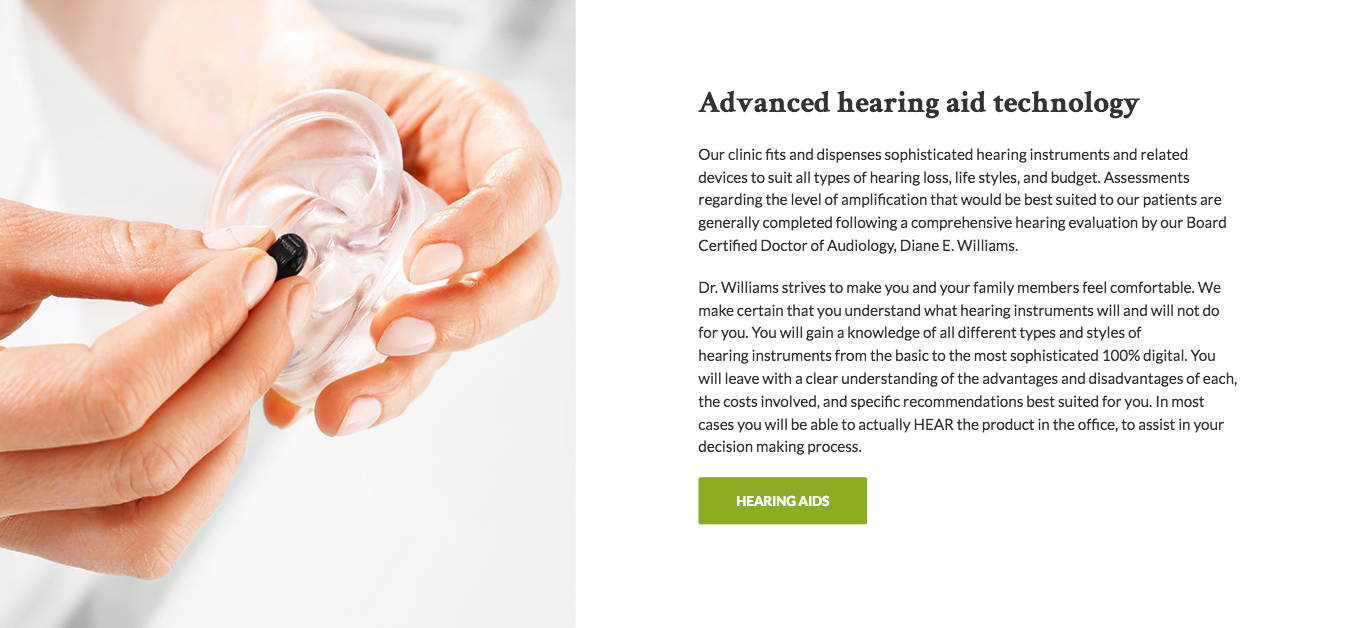 Advanced hearing aid technology
Our clinic fits and dispenses sophisticated hearing instruments and related
devices to suit all types of hearing loss, life styles, and budget. Assessments
regarding the level of amplification that would be best suited to our patients are
generally completed following a comprehensive hearing evaluation by our Board
Certified Doctor of Audiology, Diane E. Williams.
Dr. Williams strives to make you and your family members feel comfortable. We
make certain that you understand what hearing instruments will and will not do
for you. You will gain a knowledge of all different types and styles of
hearing instruments from the basic to the most sophisticated 100% digital. You
will leave with a clear understanding of the advantages and disadvantages of each,
the costs involved, and specific recommendations best suited for you. In most
cases you will be able to actually HEAR the product in the office, to assist in your
decision making process.
HEARING AIDS